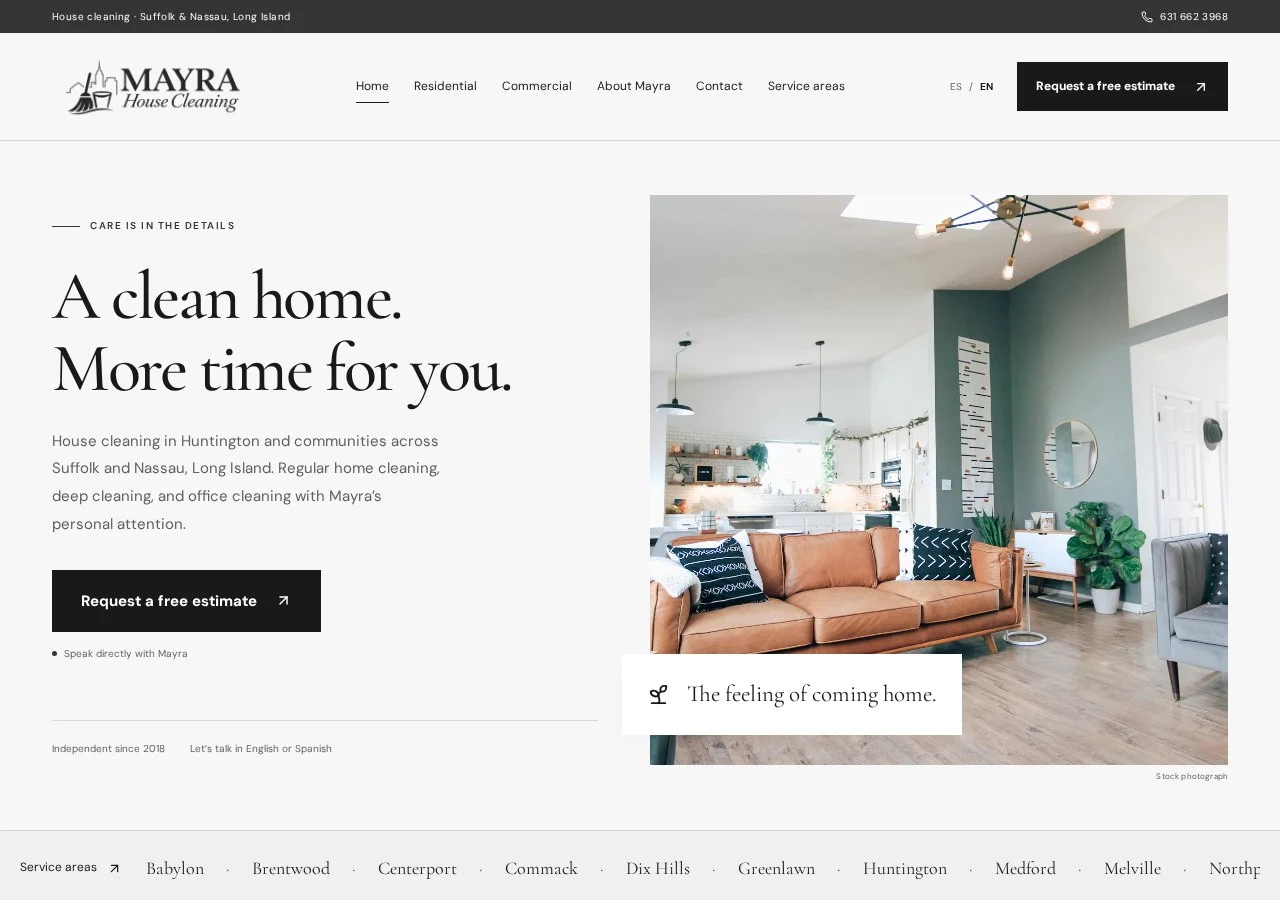 House cleaning · Suffolk & Nassau, Long Island
631 662 3968
MAYRA
House Cleaning
Home
Residential
Commercial
About Mayra
Contact
Service areas
ES / EN
Request a free estimate
CARE IS IN THE DETAILS
A clean home.
More time for you.
House cleaning in Huntington and communities across
Suffolk and Nassau, Long Island. Regular home cleaning,
deep cleaning, and office cleaning with Mayra’s
personal attention.
Request a free estimate
Speak directly with Mayra
Independent since 2018
Let’s talk in English or Spanish
The feeling of coming home.
Stock photograph
Service areas
Babylon · Brentwood · Centerport · Commack · Dix Hills · Greenlawn · Huntington · Medford · Melville ·